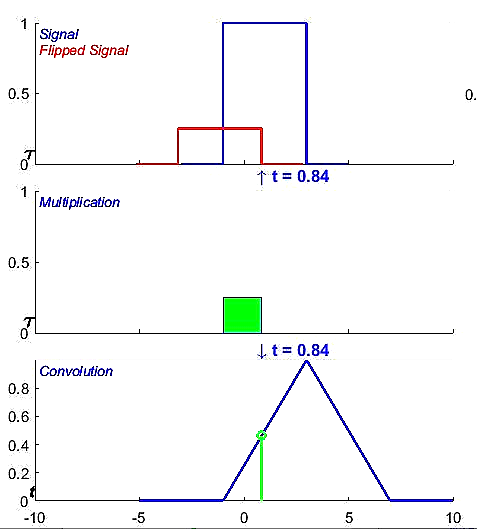 1
Signal
Flipped Signal
0.5
0.
0
τ
↑ t = 0.84
1
Multiplication
0.5
τ
0
↓ t = 0.84
Convolution
0.8
0.6
0.4
0.2
t
0
-10 -5 0 5 10